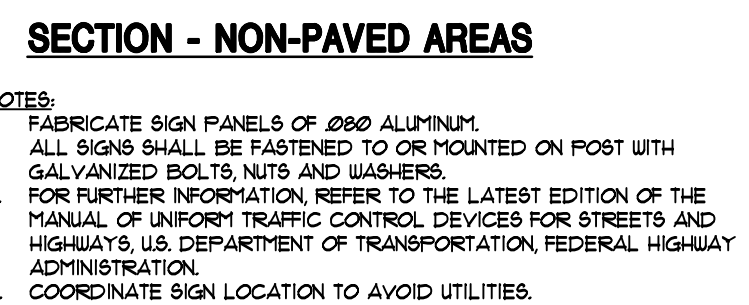 SECTION - NON-PAVED AREAS
OTES:
FABRICATE SIGN PANELS OF .080 ALUMINUM.
ALL SIGNS SHALL BE FASTENED TO OR MOUNTED ON POST WITH
GALVANIZED BOLTS, NUTS AND WASHERS.
. FOR FURTHER INFORMATION, REFER TO THE LATEST EDITION OF THE
MANUAL OF UNIFORM TRAFFIC CONTROL DEVICES FOR STREETS AND
HIGHWAYS, U.S. DEPARTMENT OF TRANSPORTATION, FEDERAL HIGHWAY
ADMINISTRATION.
. COORDINATE SIGN LOCATION TO AVOID UTILITIES.